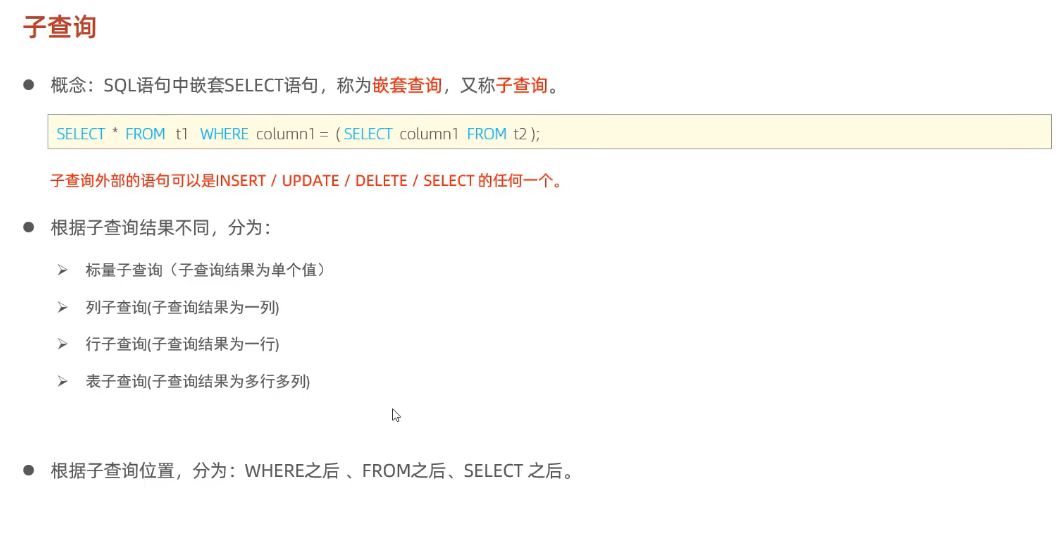 子查询
概念：SQL语句中嵌套SELECT语句，称为嵌套查询，又称子查询。
SELECT * FROM t1 WHERE column1 = ( SELECT column1 FROM t2 );
子查询外部的语句可以是INSERT / UPDATE / DELETE / SELECT 的任何一个。
根据子查询结果不同，分为：
标量子查询（子查询结果为单个值）
列子查询(子查询结果为一列)
行子查询(子查询结果为一行)
表子查询(子查询结果为多行多列)
根据子查询位置，分为：WHERE之后 、FROM之后、SELECT 之后。